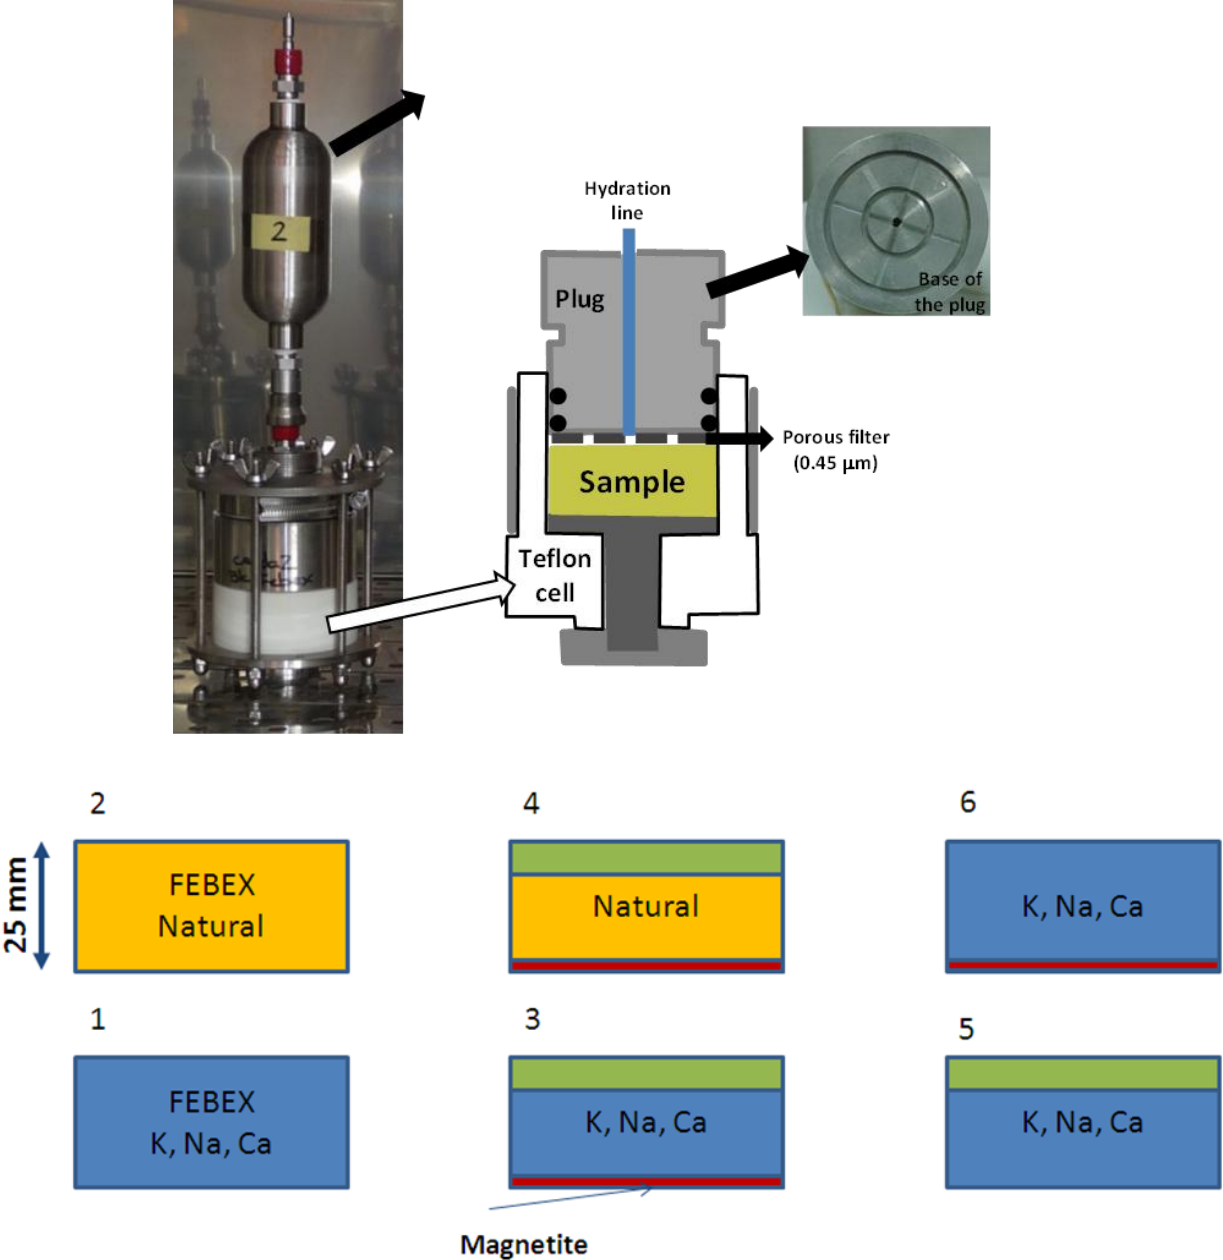 2
Hydration
line
Plug
Base of
the plug
Porous filter
(0.45 µm)
Sample
Teflon
cell
2
4
6
25 mm
FEBEX
Natural
Natural
K, Na, Ca
1
3
5
FEBEX
K, Na, Ca
K, Na, Ca
K, Na, Ca
Magnetite